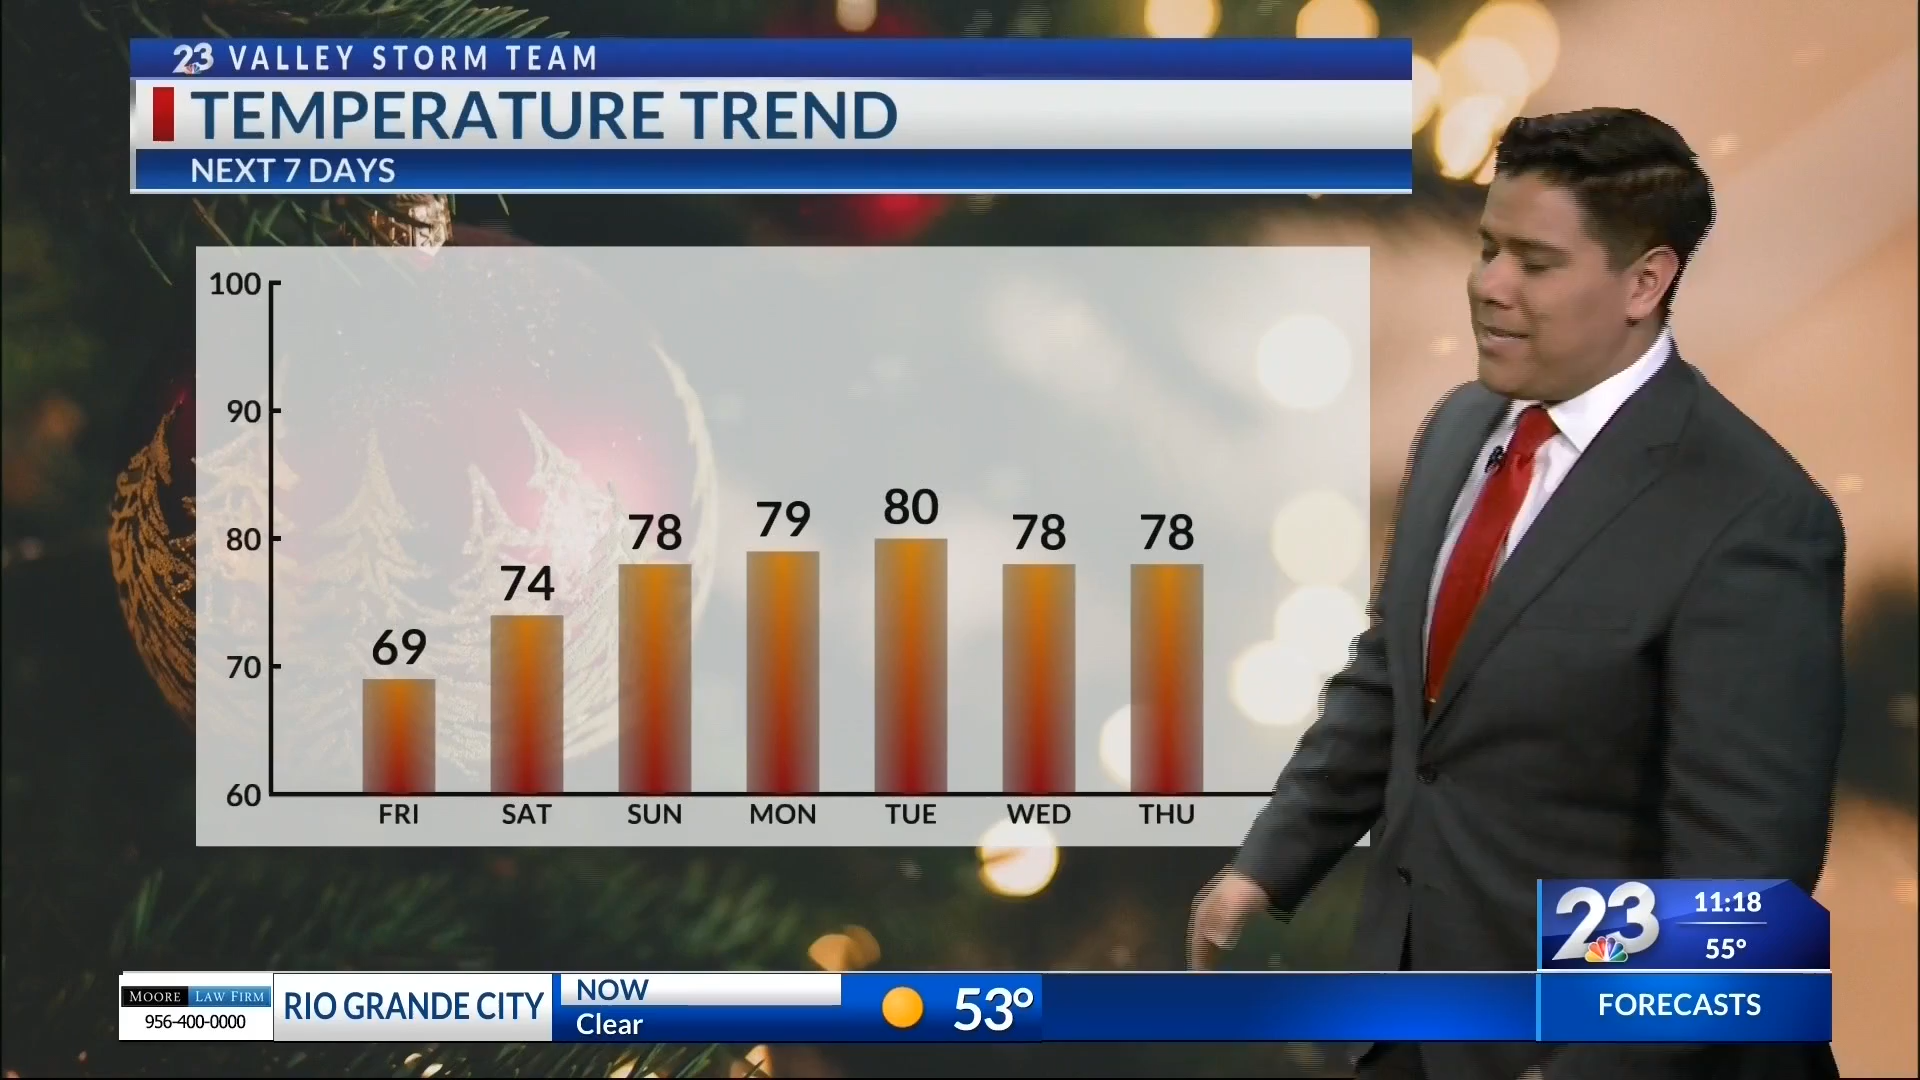 23 VALLEY STORM TEAM
TEMPERATURE TREND
NEXT 7 DAYS
100
90
80
70
60
69
74
78
79
80
78
78
FRI
SAT
SUN
MON
TUE
WED
THU
23
11:18
55°
MOORE LAW FIRM
956-400-0000
RIO GRANDE CITY
NOW
Clear
53°
FORECASTS